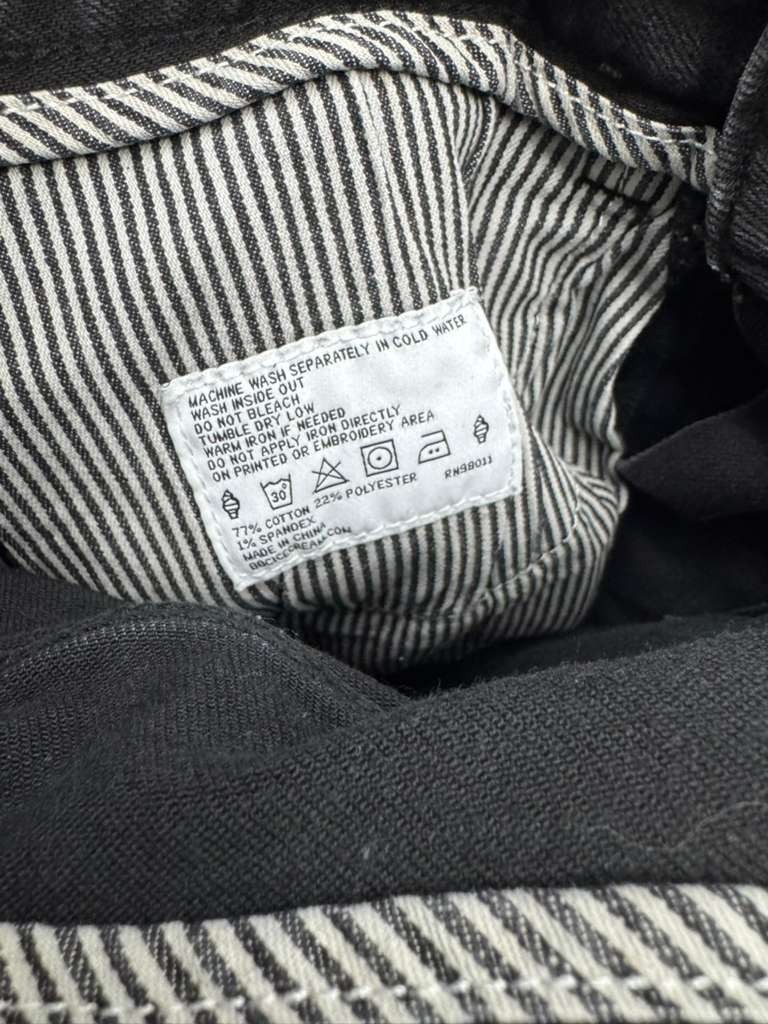 MACHINE WASH SEPARATELY IN COLD WATER
WASH INSIDE OUT
DO NOT BLEACH
TUMBLE DRY LOW
WARM IRON IF NEEDED
DO NOT APPLY IRON DIRECTLY
ON PRINTED OR EMBROIDERY AREA
30°
77% COTTON 22% POLYESTER RN98011
1% SPANDEX
MADE IN CHINA
BBCICECREAM.COM